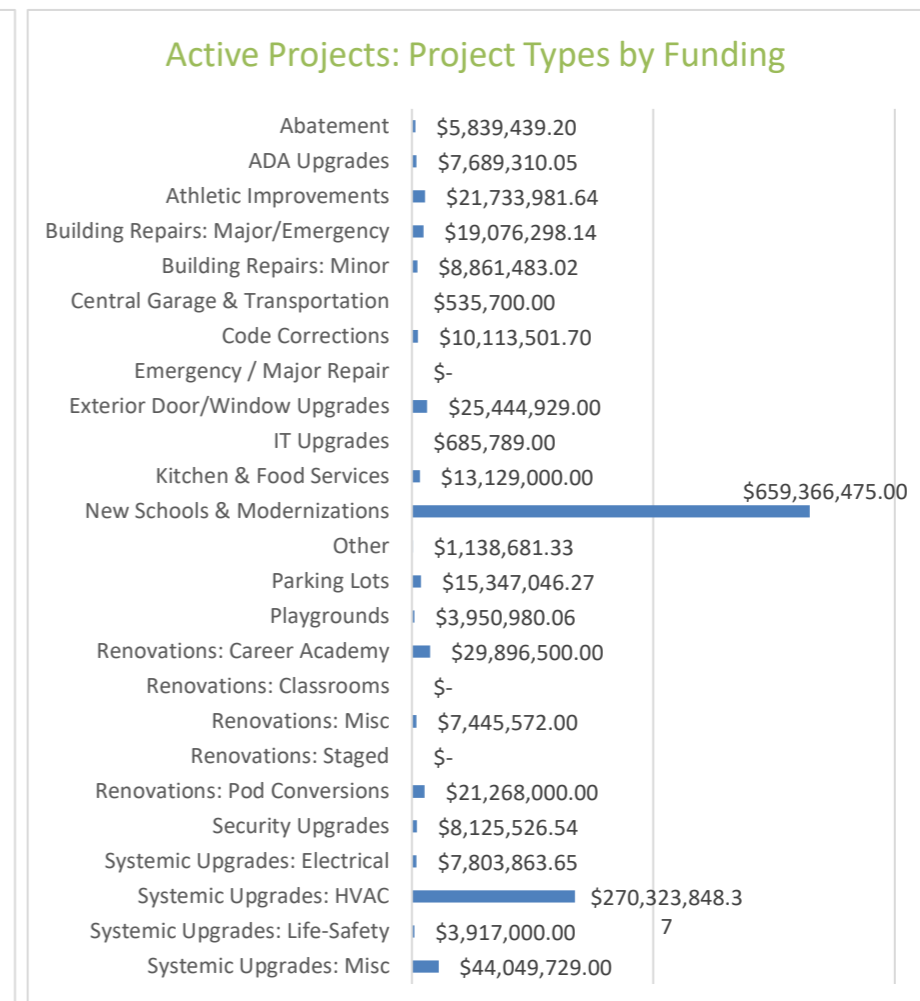 Active Projects: Project Types by Funding
Abatement $5,839,439.20
ADA Upgrades $7,689,310.05
Athletic Improvements $21,733,981.64
Building Repairs: Major/Emergency $19,076,298.14
Building Repairs: Minor $8,861,483.02
Central Garage & Transportation $535,700.00
Code Corrections $10,113,501.70
Emergency / Major Repair $-
Exterior Door/Window Upgrades $25,444,929.00
IT Upgrades $685,789.00
Kitchen & Food Services $13,129,000.00
New Schools & Modernizations $659,366,475.00
Other $1,138,681.33
Parking Lots $15,347,046.27
Playgrounds $3,950,980.06
Renovations: Career Academy $29,896,500.00
Renovations: Classrooms $-
Renovations: Misc $7,445,572.00
Renovations: Staged $-
Renovations: Pod Conversions $21,268,000.00
Security Upgrades $8,125,526.54
Systemic Upgrades: Electrical $7,803,863.65
Systemic Upgrades: HVAC $270,323,848.3
7
Systemic Upgrades: Life-Safety $3,917,000.00
Systemic Upgrades: Misc $44,049,729.00